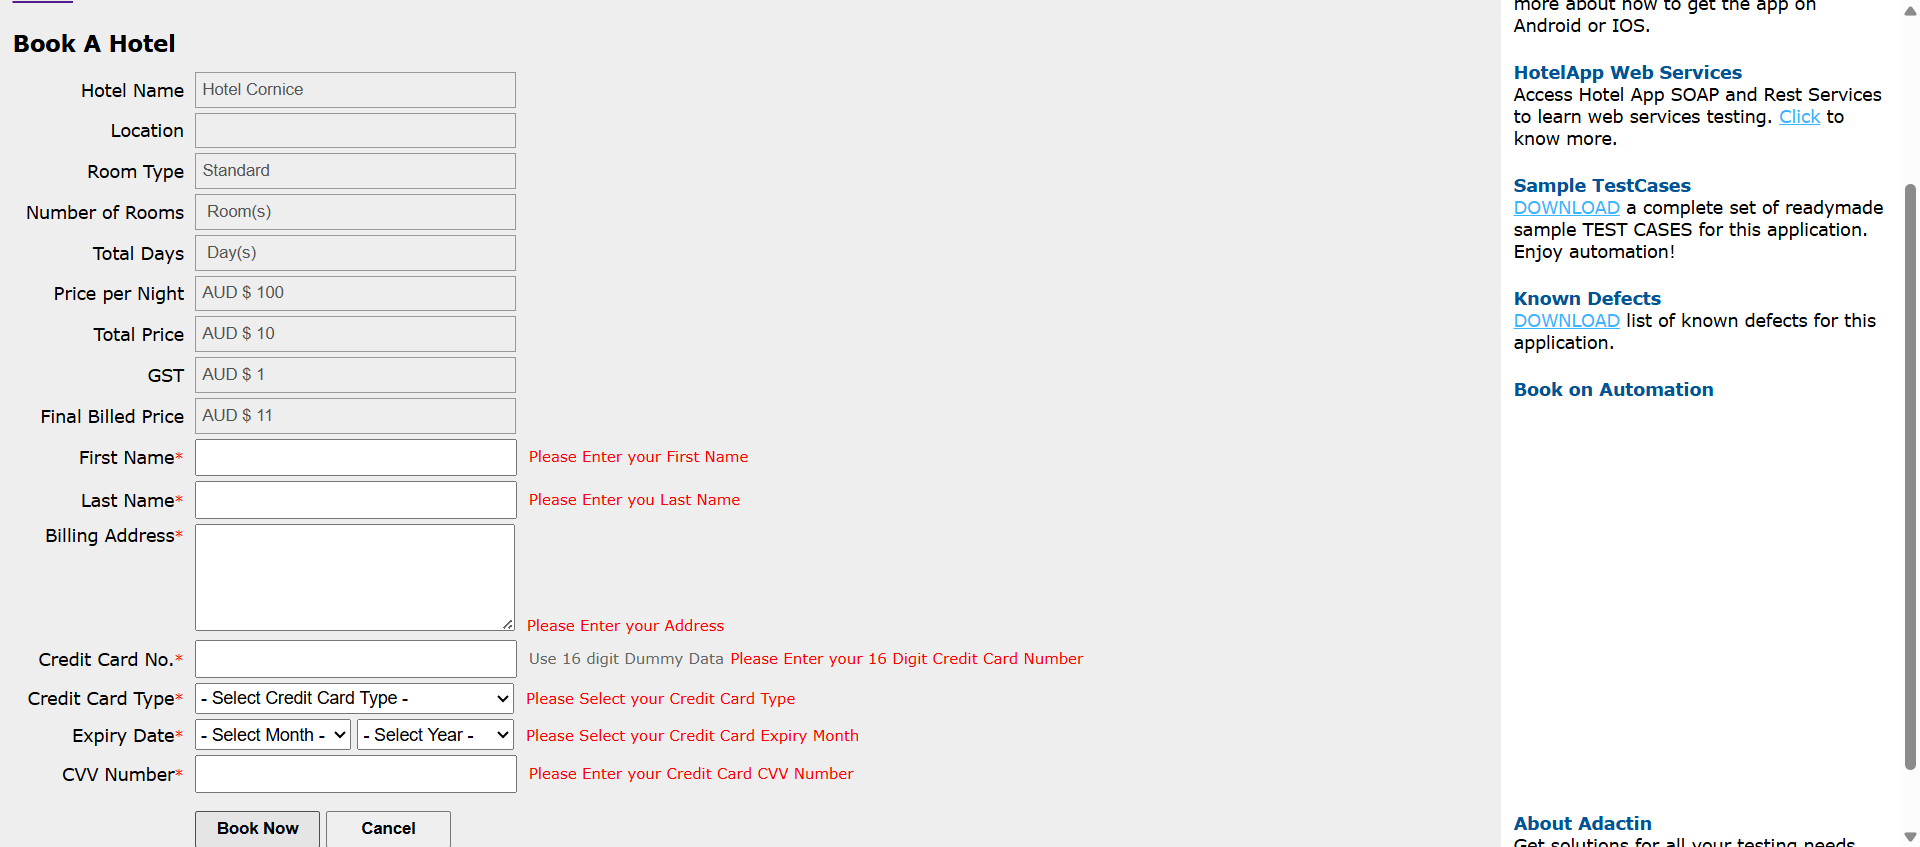 Book A Hotel
Hotel Name Hotel Cornice
Location
Room Type Standard
Number of Rooms Room(s)
Total Days Day(s)
Price per Night AUD $ 100
Total Price AUD $ 10
GST AUD $ 1
Final Billed Price AUD $ 11
First Name* Please Enter your First Name
Last Name* Please Enter you Last Name
Billing Address*
Please Enter your Address
Credit Card No.* Use 16 digit Dummy Data Please Enter your 16 Digit Credit Card Number
Credit Card Type* - Select Credit Card Type - Please Select your Credit Card Type
Expiry Date* - Select Month - - Select Year - Please Select your Credit Card Expiry Month
CVV Number* Please Enter your Credit Card CVV Number
Book Now Cancel
more about how to get the app on
Android or IOS.
HotelApp Web Services
Access Hotel App SOAP and Rest Services
to learn web services testing. Click to
know more.
Sample TestCases
DOWNLOAD a complete set of readymade
sample TEST CASES for this application.
Enjoy automation!
Known Defects
DOWNLOAD list of known defects for this
application.
Book on Automation
About Adactin
Get solutions for all your testing needs